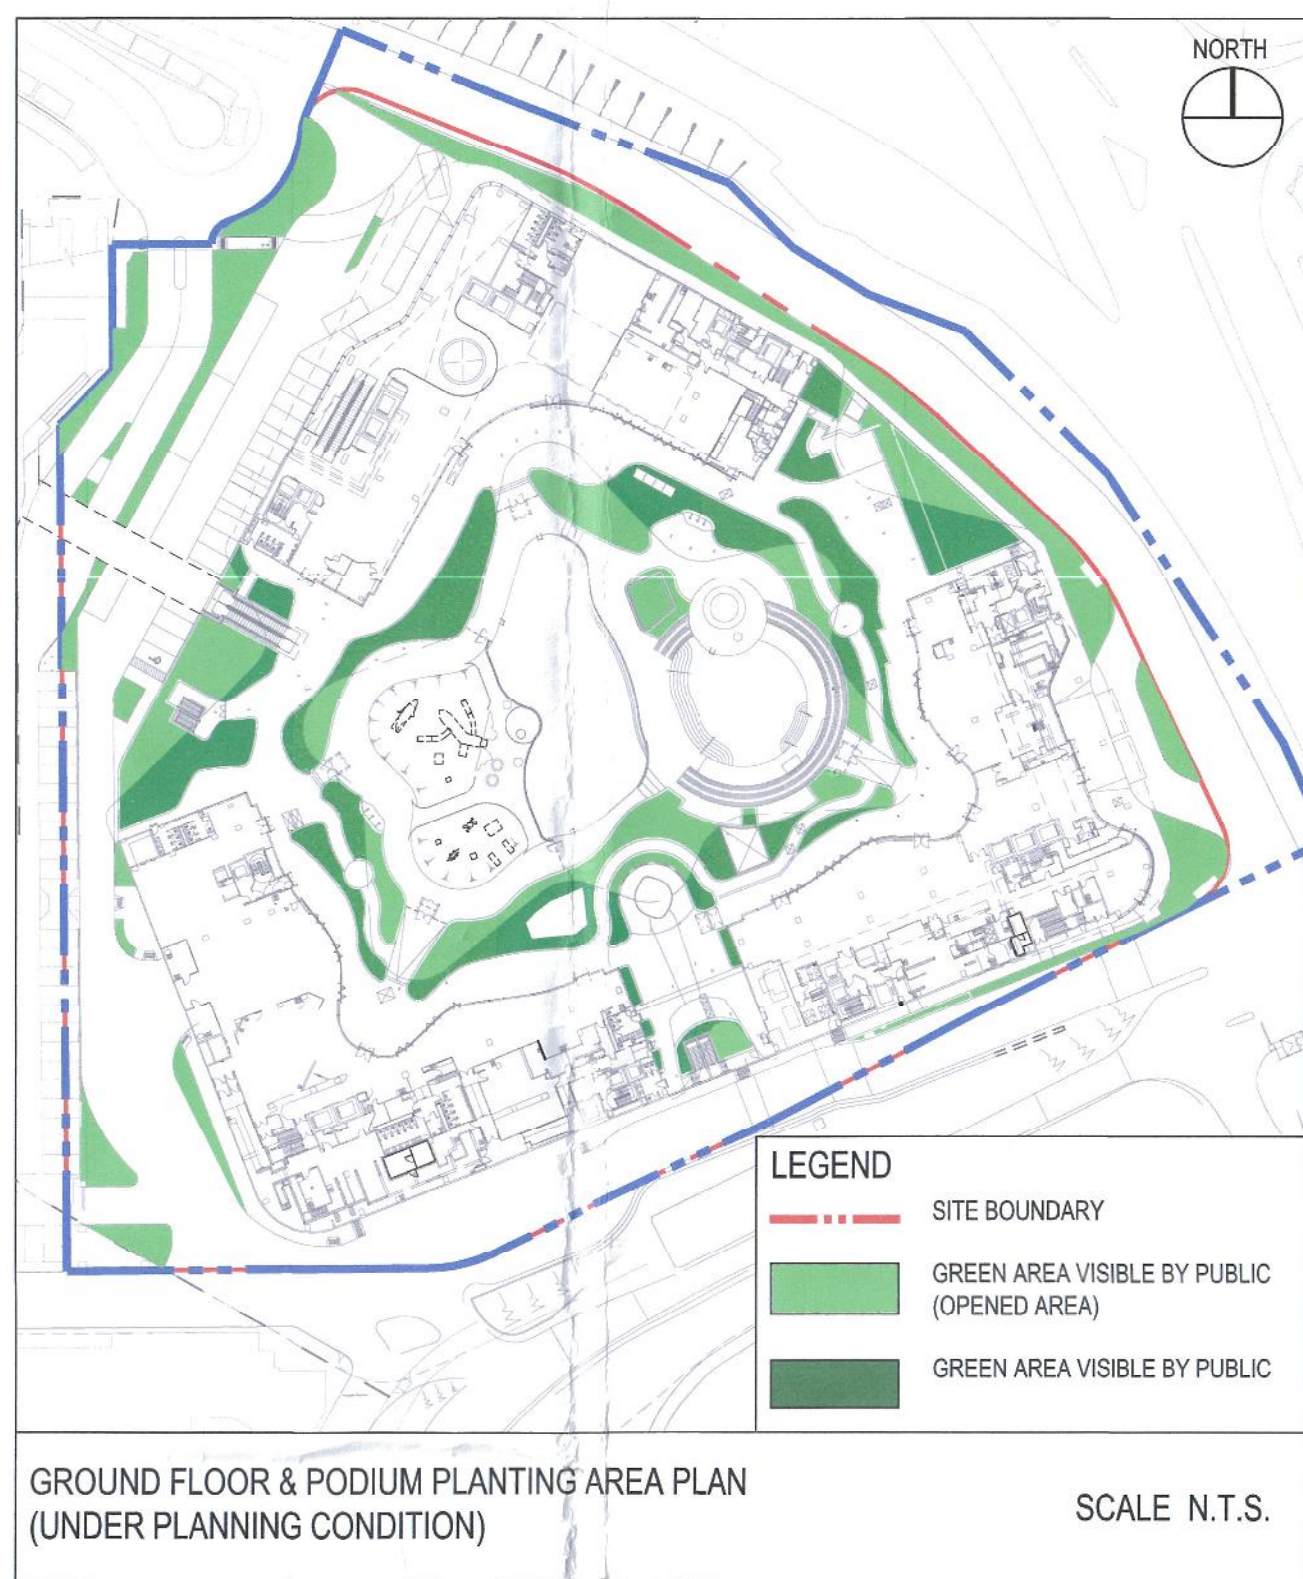 NORTH
LEGEND
SITE BOUNDARY
GREEN AREA VISIBLE BY PUBLIC
(OPENED AREA)
GREEN AREA VISIBLE BY PUBLIC
GROUND FLOOR & PODIUM PLANTING AREA PLAN
(UNDER PLANNING CONDITION)
SCALE N.T.S.